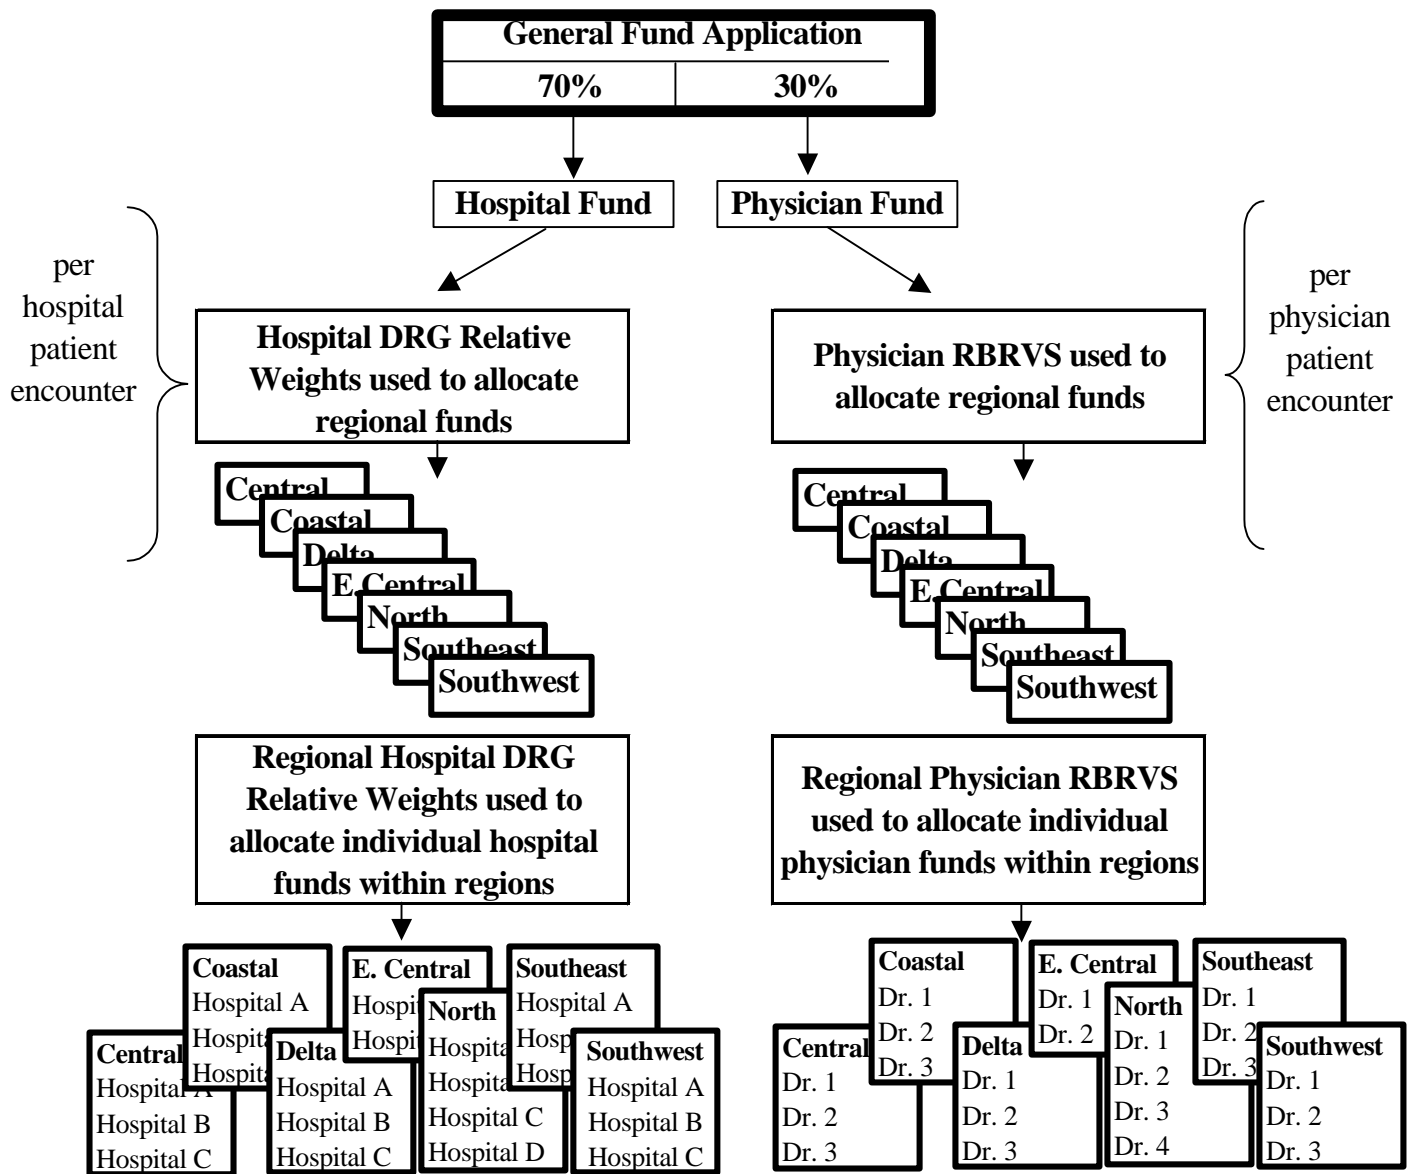 General Fund Application
70% 30%
Hospital Fund
Physician Fund
per
hospital
patient
encounter
per
physician
patient
encounter
Hospital DRG Relative
Weights used to allocate
regional funds
Physician RBRVS used to
allocate regional funds
Central
Coastal
Delta
E. Central
North
Southeast
Southwest
Central
Coastal
Delta
E. Central
North
Southeast
Southwest
Regional Hospital DRG
Relative Weights used to
allocate individual hospital
funds within regions
Regional Physician RBRVS
used to allocate individual
physician funds within regions
Central
Hospital A
Hospital B
Hospital C
Coastal
Hospital A
Delta
Hospital A
Hospital B
Hospital C
E. Central
North
Hospital C
Hospital D
Southeast
Hospital A
Southwest
Hospital A
Hospital B
Hospital C
Central
Dr. 1
Dr. 2
Dr. 3
Coastal
Dr. 1
Dr. 2
Dr. 3
Delta
Dr. 1
Dr. 2
Dr. 3
E. Central
Dr. 1
Dr. 2
North
Dr. 1
Dr. 2
Dr. 3
Dr. 4
Southeast
Dr. 1
Dr. 2
Dr. 3
Southwest
Dr. 1
Dr. 2
Dr. 3